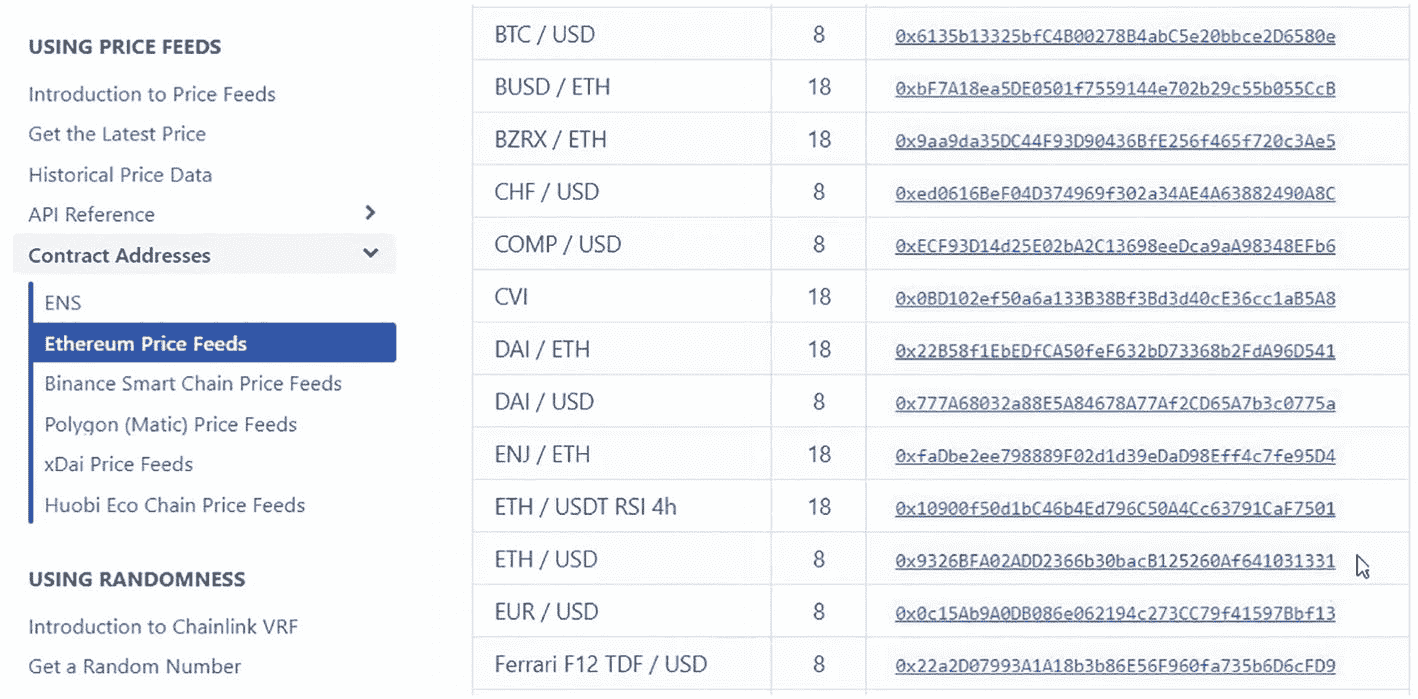 USING PRICE FEEDS
Introduction to Price Feeds
Get the Latest Price
Historical Price Data
API Reference
Contract Addresses
ENS
Ethereum Price Feeds
Binance Smart Chain Price Feeds
Polygon (Matic) Price Feeds
xDai Price Feeds
Huobi Eco Chain Price Feeds
USING RANDOMNESS
Introduction to Chainlink VRF
Get a Random Number
BTC / USD 8 0x6135b13325bfC4B00278B4abC5e20bbce2D6580e
BUSD / ETH 18 0xbF7A18ea5DE0501f7559144e702b29c55b055CcB
BZRX / ETH 18 0x9aa9da35DC44F93D90436BfE256f465f720c3Ae5
CHF / USD 8 0xed0616BeF04D374969f302a34AE4A63882490A8C
COMP / USD 8 0xECF93D14d25E02bA2C13698eeDca9aA98348EFb6
CVI 18 0x0BD102ef50a6a133B38Bf3Bd3d40cE36cc1aB5A8
DAI / ETH 18 0x22B58f1EbEDfCA50feF632bD73368b2FdA96D541
DAI / USD 8 0x777A68032a88E5A84678A77Af2CD65A7b3c0775a
ENJ / ETH 18 0xfaDbe2ee798889F02d1d39eDaD98Eff4c7fe95D4
ETH / USDT RSI 4h 18 0x10900f50d1bC46b4Ed796C50A4Cc63791CaF7501
ETH / USD 8 0x9326BFA02ADD2366b30bacB125260Af641031331
EUR / USD 8 0x0c15Ab9A0DB086e062194c273CC79f41597Bbf13
Ferrari F12 TDF / USD 8 0x22a2D07993A1A18b3b86E56F960fa735b6D6cFD9